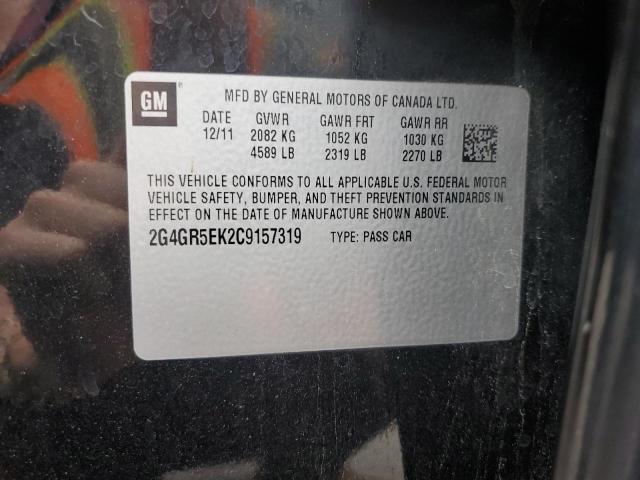 GM
MFD BY GENERAL MOTORS OF CANADA LTD.
DATE GVWR GAWR FRT GAWR RR
12/11 2082 KG 1052 KG 1030 KG
4589 LB 2319 LB 2270 LB
THIS VEHICLE CONFORMS TO ALL APPLICABLE U.S. FEDERAL MOTOR
VEHICLE SAFETY, BUMPER, AND THEFT PREVENTION STANDARDS IN
EFFECT ON THE DATE OF MANUFACTURE SHOWN ABOVE.
2G4GR5EK2C9157319 TYPE: PASS CAR